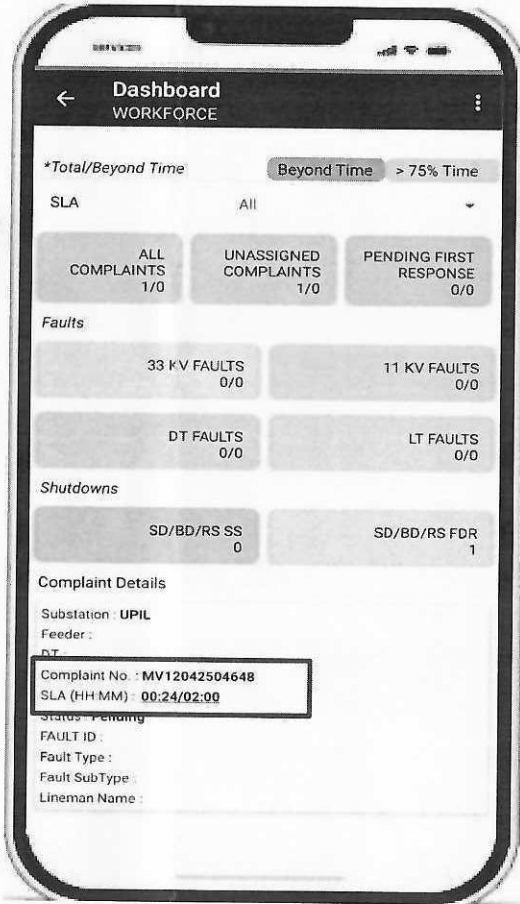 Dashboard
WORKFORCE
*Total/Beyond Time Beyond Time > 75% Time
SLA All
ALL
COMPLAINTS
1/0
UNASSIGNED
COMPLAINTS
1/0
PENDING FIRST
RESPONSE
0/0
Faults
33 KV FAULTS
0/0
11 KV FAULTS
0/0
DT FAULTS
0/0
LT FAULTS
0/0
Shutdowns
SD/BD/RS SS
0
SD/BD/RS FDR
1
Complaint Details
Substation : UPIL
Feeder :
DT :
Complaint No. : MV12042504648
SLA (HH:MM) : 00:24/02:00
Status : Pending
FAULT ID :
Fault Type :
Fault SubType :
Lineman Name :